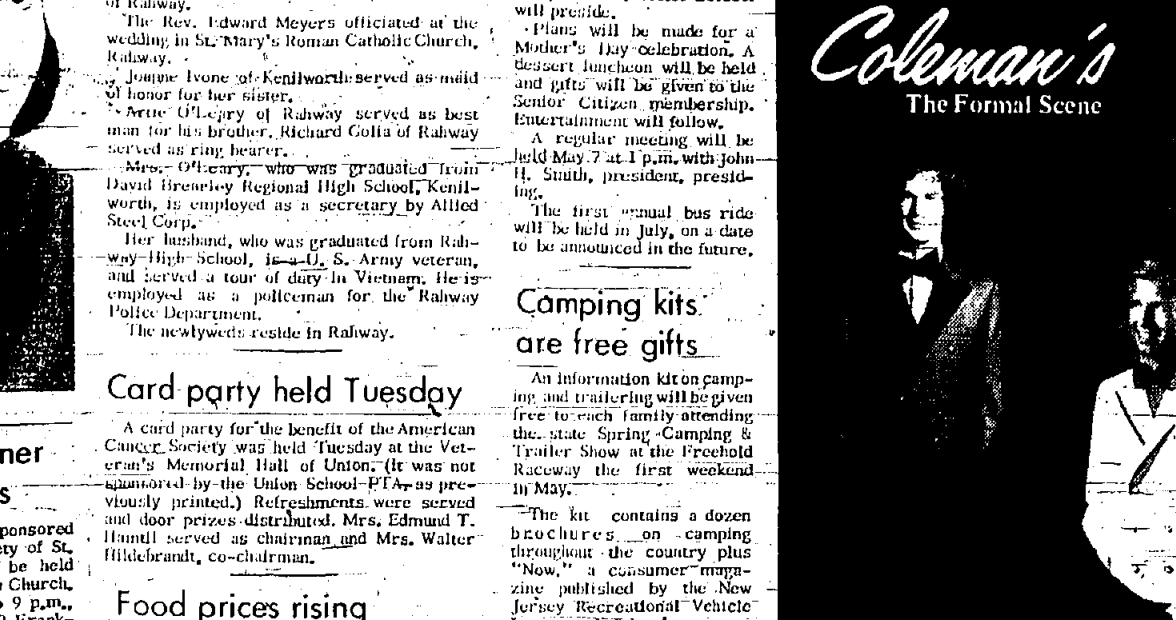 of Rahway.
The Rev. Edward Meyers officiated at the
wedding in St. Mary's Roman Catholic Church,
Rahway.
Joanne Ivone of Kenilworth served as maid
of honor for her sister.
Artie O'Leary of Rahway served as best
man for his brother. Richard Golia of Rahway
served as ring bearer.
Mrs. O'Leary, who was graduated from
David Brearley Regional High School, Kenil-
worth, is employed as a secretary by Allied
Steel Corp.
Her husband, who was graduated from Rah-
way High School, is a U. S. Army veteran,
and served a tour of duty in Vietnam. He is
employed as a policeman for the Rahway
Police Department.
The newlyweds reside in Rahway.
Card party held Tuesday
A card party for the benefit of the American
Cancer Society was held Tuesday at the Vet-
eran's Memorial Hall of Union. (It was not
sponsored by the Union School PTA, as pre-
viously printed.) Refreshments were served
and door prizes distributed. Mrs. Edmund T.
Hamill served as chairman and Mrs. Walter
Hildebrandt, co-chairman.
Food prices rising
will preside.
Plans will be made for a
Mother's Day celebration. A
dessert luncheon will be held
and gifts will be given to the
Senior Citizen membership.
Entertainment will follow.
A regular meeting will be
held May 7 at 1 p.m. with John
H. Smith, president, presid-
ing.
The first annual bus ride
will be held in July, on a date
to be announced in the future.
Camping kits
are free gifts
An information kit on camp-
ing and trailering will be given
free to each family attending
the state Spring Camping &
Trailer Show at the Freehold
Raceway the first weekend
in May.
The kit contains a dozen
brochures on camping
throughout the country plus
"Now," a consumer maga-
zine published by the New
Jersey Recreational Vehicle
Coleman's
The Formal Scene
ner
s
ponsored
ety of St.
be held
Church,
9 p.m.,